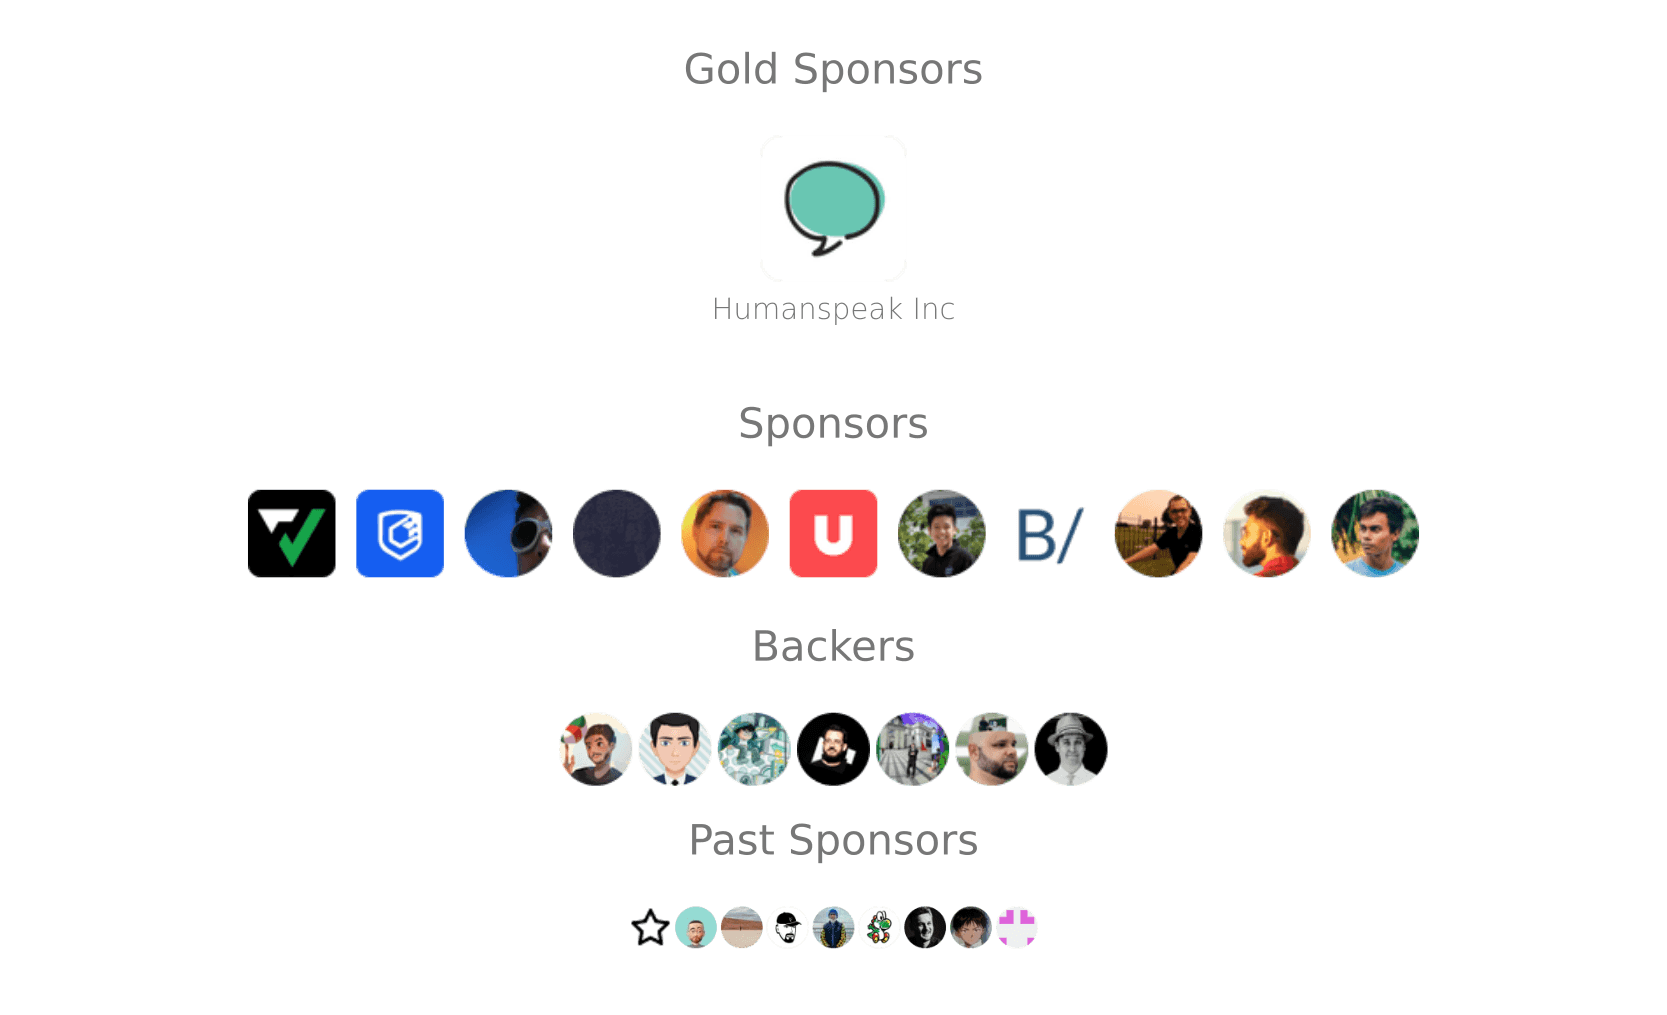 Gold Sponsors
Humanspeak Inc
Sponsors
U
B/
Backers
Past Sponsors